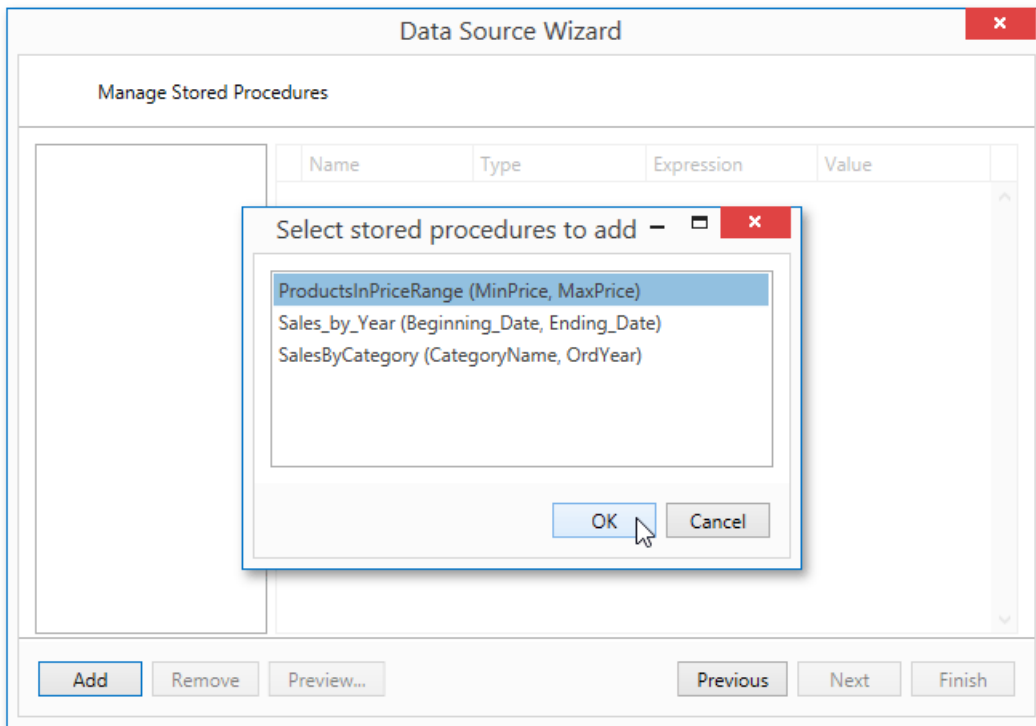 Data Source Wizard
Manage Stored Procedures
Name Type Expression Value
Select stored procedures to add
ProductsInPriceRange (MinPrice, MaxPrice)
Sales_by_Year (Beginning_Date, Ending_Date)
SalesByCategory (CategoryName, OrdYear)
OK Cancel
Add Remove Preview... Previous Next Finish